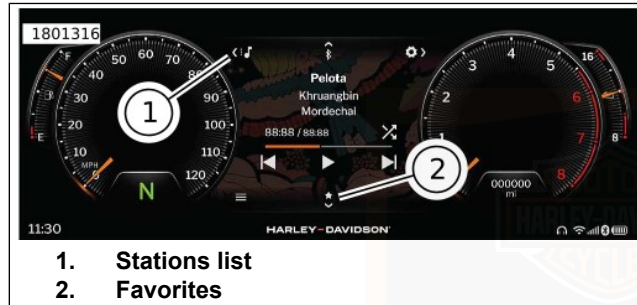 1801316
F
E
MPH
0
10
20
30
40
50
60
70
80
90
100
110
120
N
1
Pelota
Khruangbin
Mordechai
88:88 / 88:88
2
1
2
3
4
5
6
7
8
000000
mi
16
8
11:30
HARLEY-DAVIDSON
1. Stations list
2. Favorites